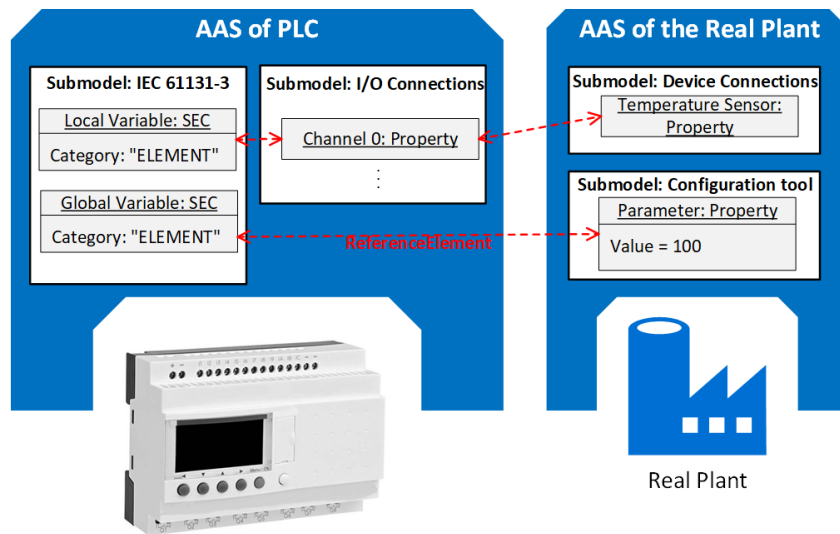 AAS of PLC
Submodel: IEC 61131-3
Local Variable: SEC
Category: "ELEMENT"
Global Variable: SEC
Category: "ELEMENT"
Submodel: I/O Connections
Channel 0: Property
⋮
AAS of the Real Plant
Submodel: Device Connections
Temperature Sensor:
Property
Submodel: Configuration tool
Parameter: Property
Value = 100
ReferenceElement
Real Plant